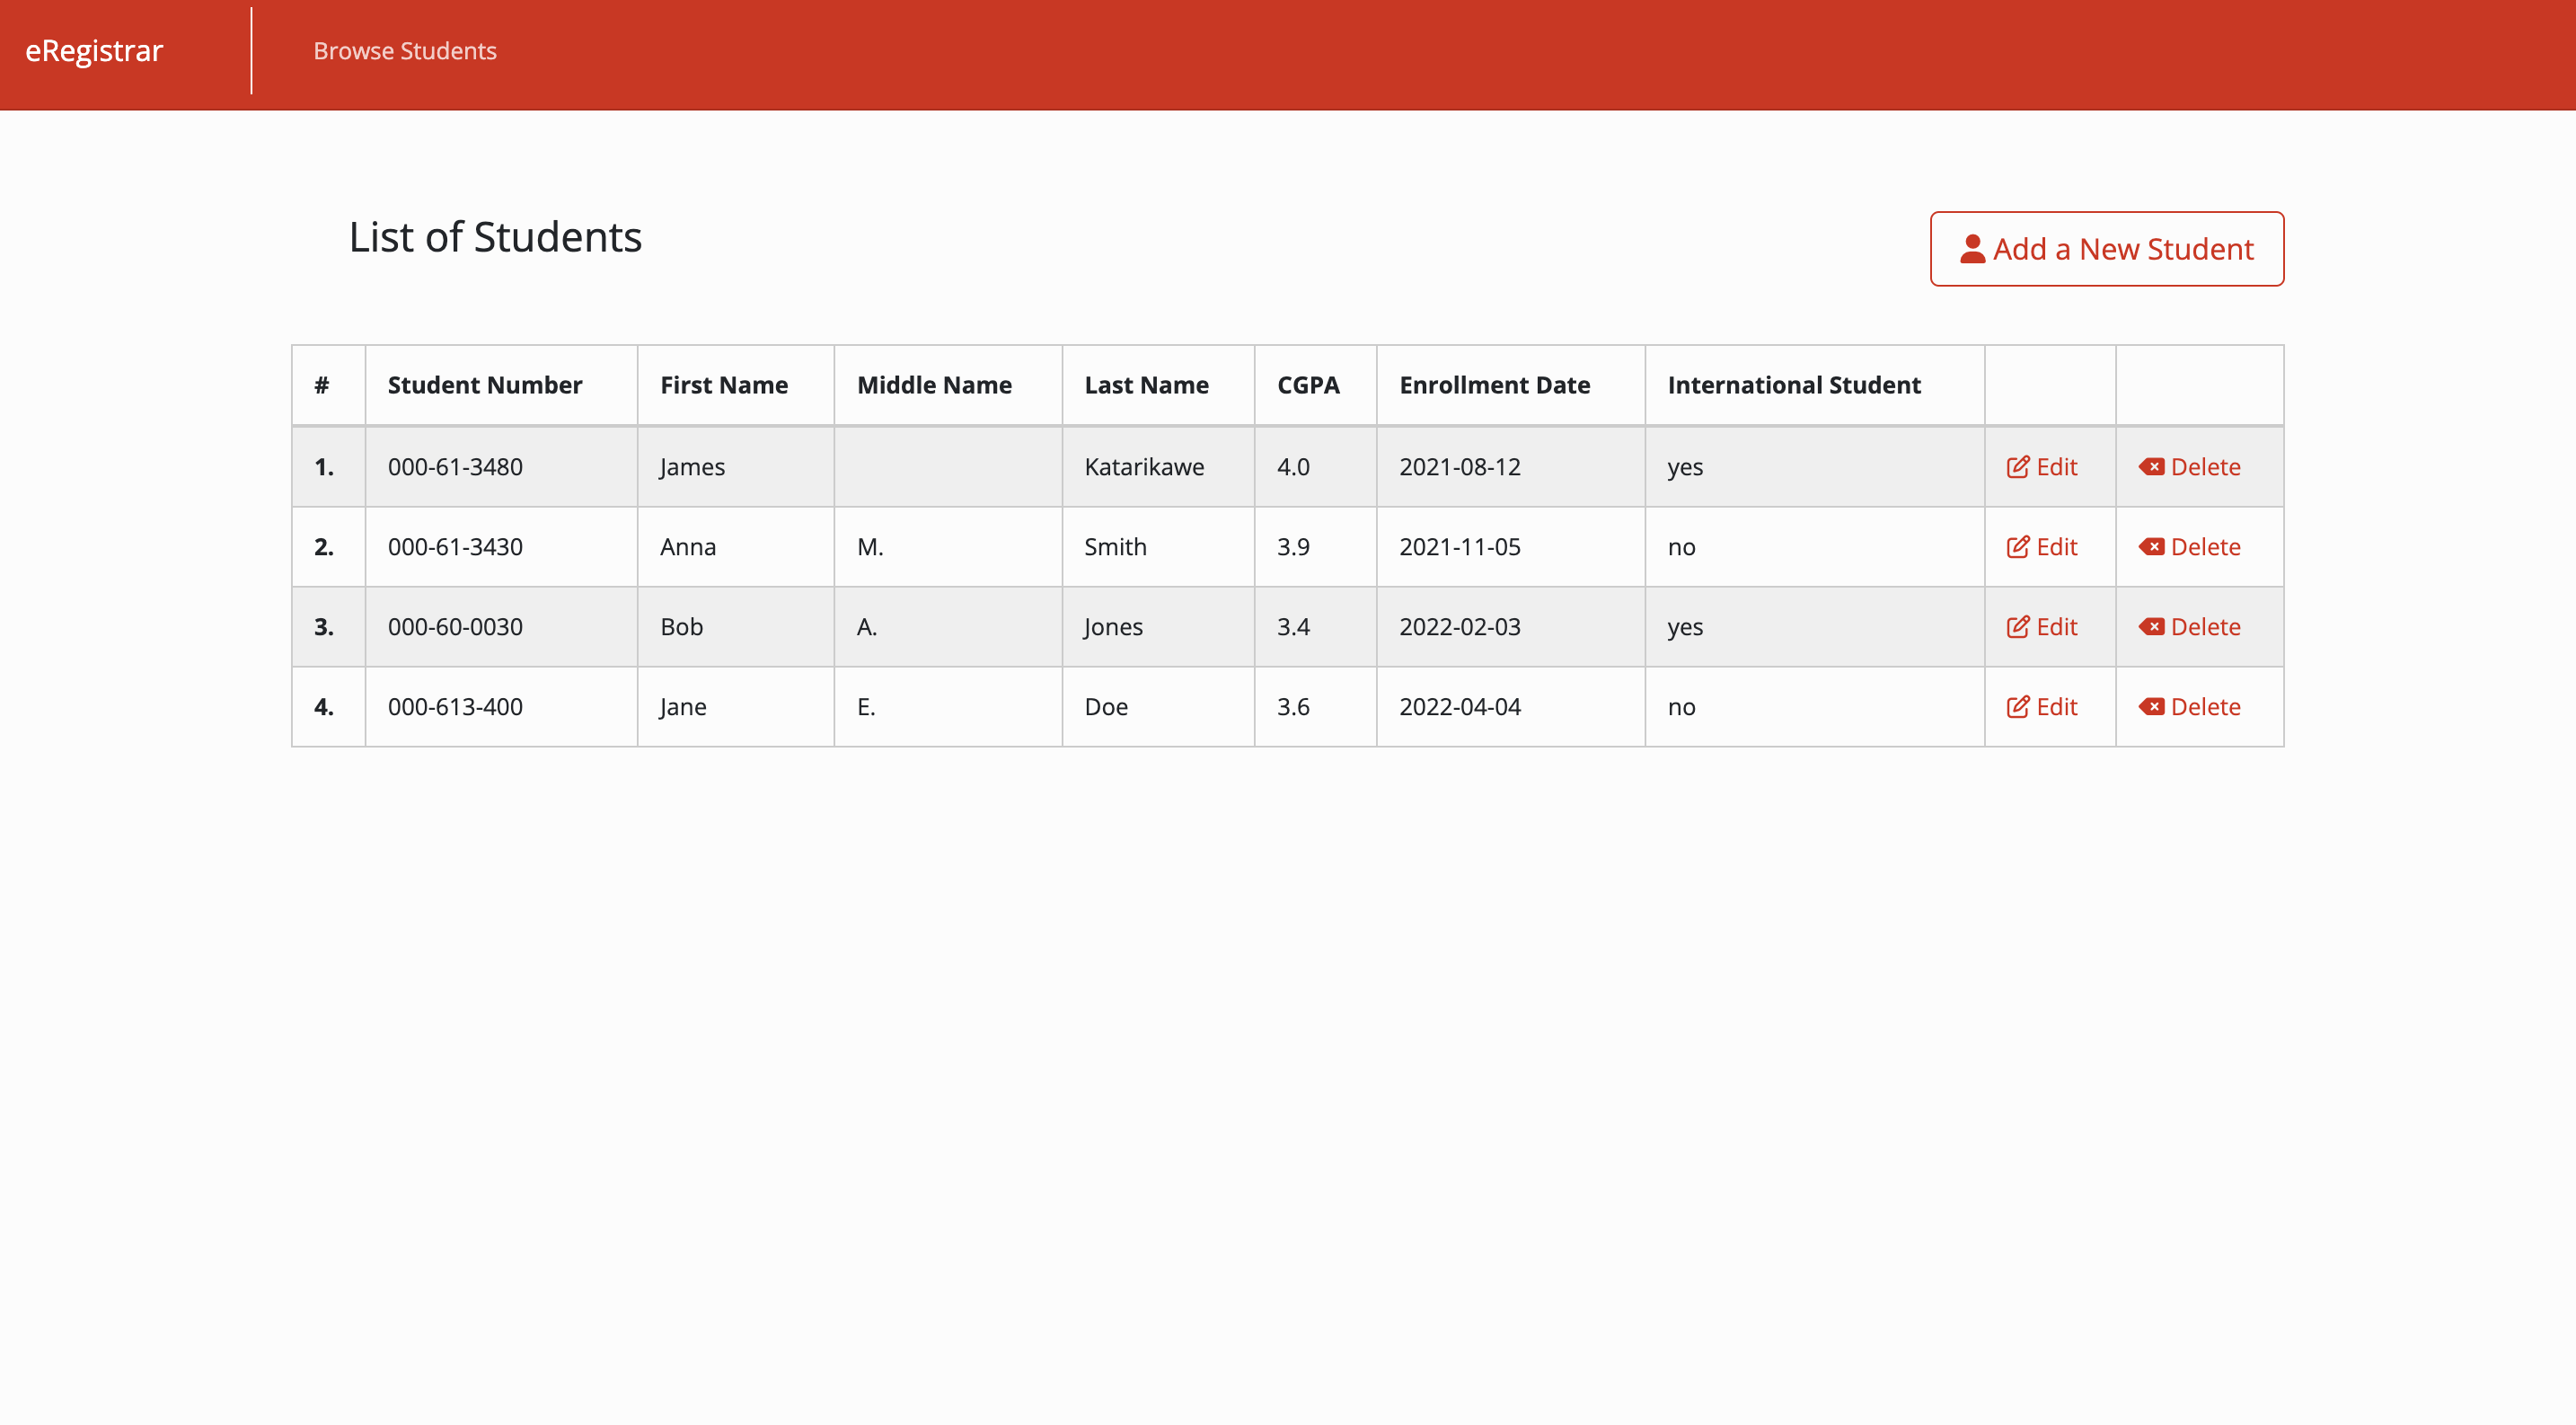 eRegistrar Browse Students
List of Students Add a New Student
# Student Number First Name Middle Name Last Name CGPA Enrollment Date International Student
1. 000-61-3480 James Katarikawe 4.0 2021-08-12 yes Edit Delete
2. 000-61-3430 Anna M. Smith 3.9 2021-11-05 no Edit Delete
3. 000-60-0030 Bob A. Jones 3.4 2022-02-03 yes Edit Delete
4. 000-613-400 Jane E. Doe 3.6 2022-04-04 no Edit Delete